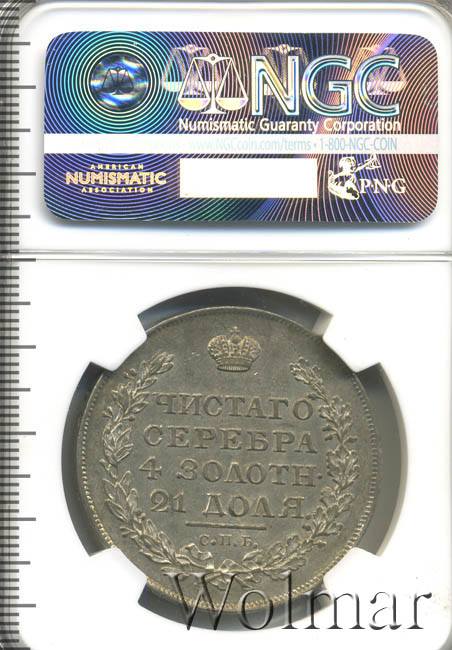 NGC
Numismatic Guaranty Corporation
www.NGCcoin.com/terms • 1-800-NGC-COIN
AMERICAN
NUMISMATIC
ASSOCIATION
PNG
ЧИСТАГО
СЕРЕБРА
4 ЗОЛОТН.
21 ДОЛЯ.
С.П.Б.
Wolmar